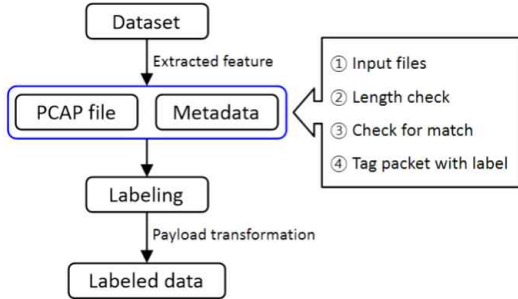 Dataset
Extracted feature
PCAP file
Metadata
① Input files
② Length check
③ Check for match
④ Tag packet with label
Labeling
Payload transformation
Labeled data